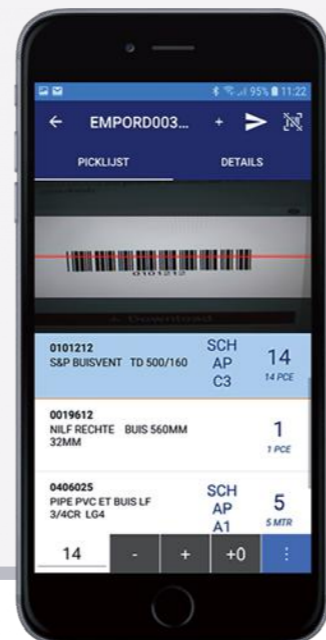 95% 11:22
EMPORD003... +
PICKLIJST DETAILS
0101212
Download
0101212 SCH 14
S&P BUISVENT TD 500/160 AP 14 PCE
C3
0019612
NILF RECHTE BUIS 560MM 1
32MM 1 PCE
0406025 SCH
PIPE PVC ET BUIS LF AP 5
3/4CR LG4 A1 5 MTR
14 - + +0